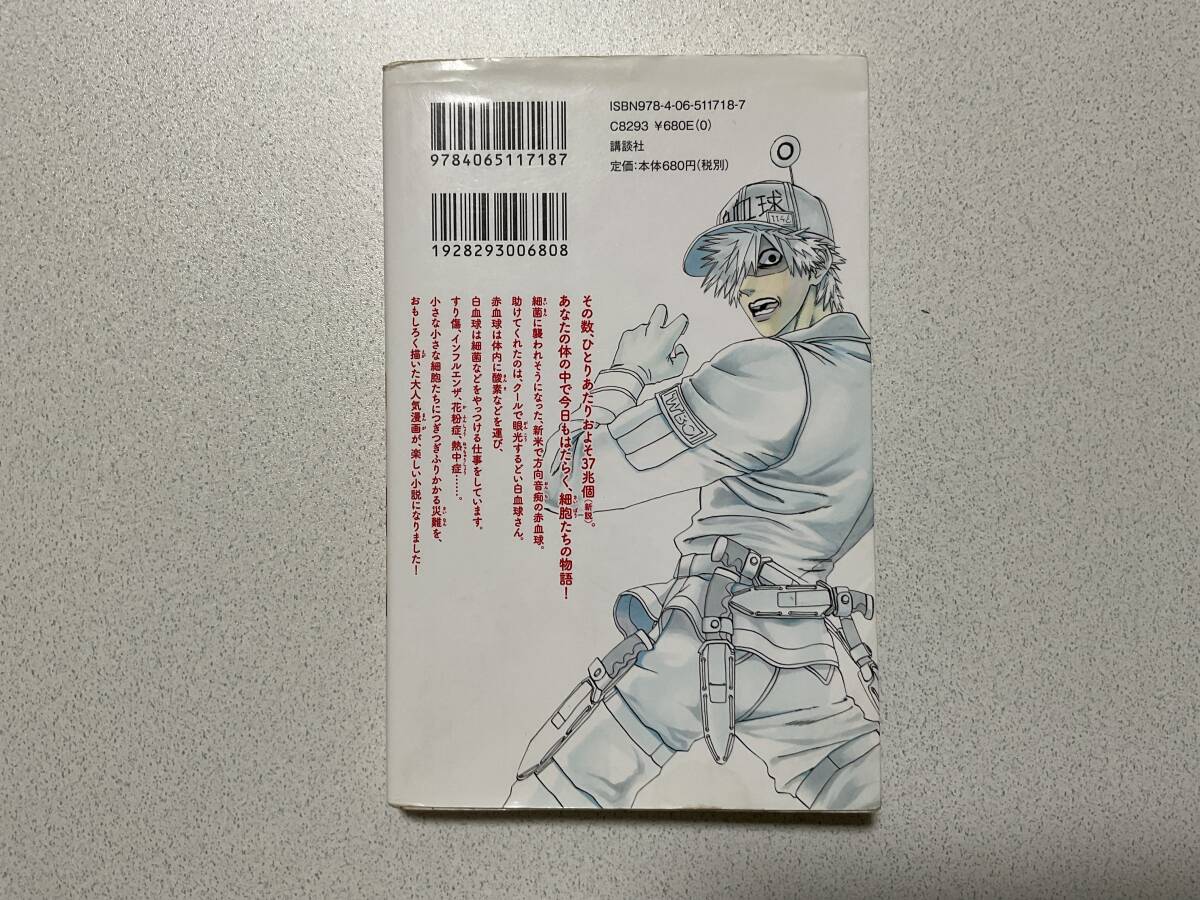 ISBN978-4-06-511718-7
C8293 ¥680E(0)
講談社
定価:本体680円(税別)
9784065117187
1928293006808
血球
WBC
その数、ひとりあたりおよそ37兆個(新説)。
あなたの体の中で今日もはたらく、細胞たちの物語!
細菌に襲われそうになった、新米で方向音痴の赤血球。
助けてくれたのは、クールで眼光するどい白血球さん。
赤血球は体内に酸素などを運び、
白血球は細菌などをやっつける仕事をしています。
すり傷、インフルエンザ、花粉症、熱中症……。
小さな小さな細胞たちにつぎつぎふりかかる災難を、
おもしろく描いた大人気漫画が、楽しい小説になりました!